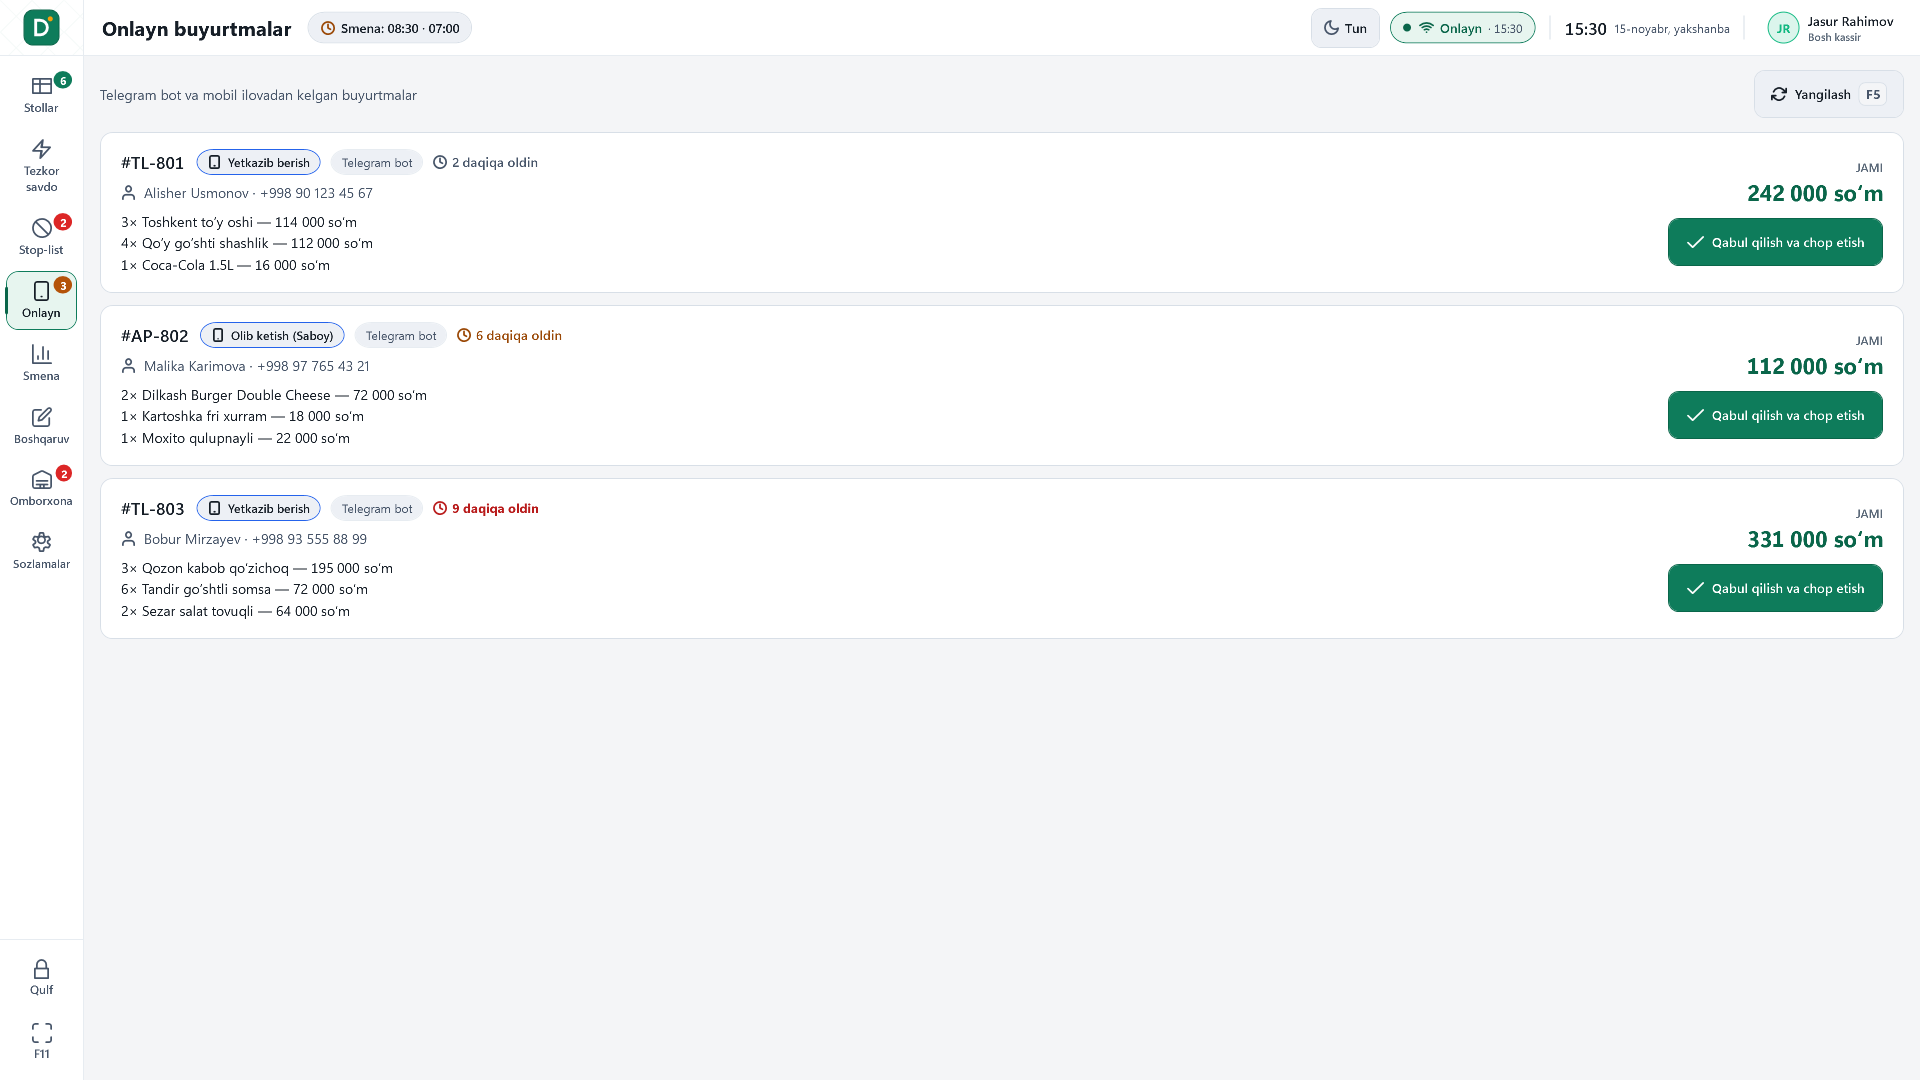 D
Onlayn buyurtmalar
Smena: 08:30 · 07:00
Tun
Onlayn · 15:30
15:30 15-noyabr, yakshanba
JR
Jasur Rahimov
Bosh kassir
6
Stollar
Tezkor
savdo
2
Stop-list
3
Onlayn
Smena
Boshqaruv
2
Omborxona
Sozlamalar
Qulf
F11
Telegram bot va mobil ilovadan kelgan buyurtmalar
Yangilash F5
#TL-801 Yetkazib berish Telegram bot 2 daqiqa oldin
Alisher Usmonov · +998 90 123 45 67
3× Toshkent to‘y oshi — 114 000 so‘m
4× Qo‘y go‘shti shashlik — 112 000 so‘m
1× Coca-Cola 1.5L — 16 000 so‘m
JAMI
242 000 so‘m
Qabul qilish va chop etish
#AP-802 Olib ketish (Saboy) Telegram bot 6 daqiqa oldin
Malika Karimova · +998 97 765 43 21
2× Dilkash Burger Double Cheese — 72 000 so‘m
1× Kartoshka fri xurram — 18 000 so‘m
1× Moxito qulupnayli — 22 000 so‘m
JAMI
112 000 so‘m
Qabul qilish va chop etish
#TL-803 Yetkazib berish Telegram bot 9 daqiqa oldin
Bobur Mirzayev · +998 93 555 88 99
3× Qozon kabob qo‘zichoq — 195 000 so‘m
6× Tandir go‘shtli somsa — 72 000 so‘m
2× Sezar salat tovuqli — 64 000 so‘m
JAMI
331 000 so‘m
Qabul qilish va chop etish